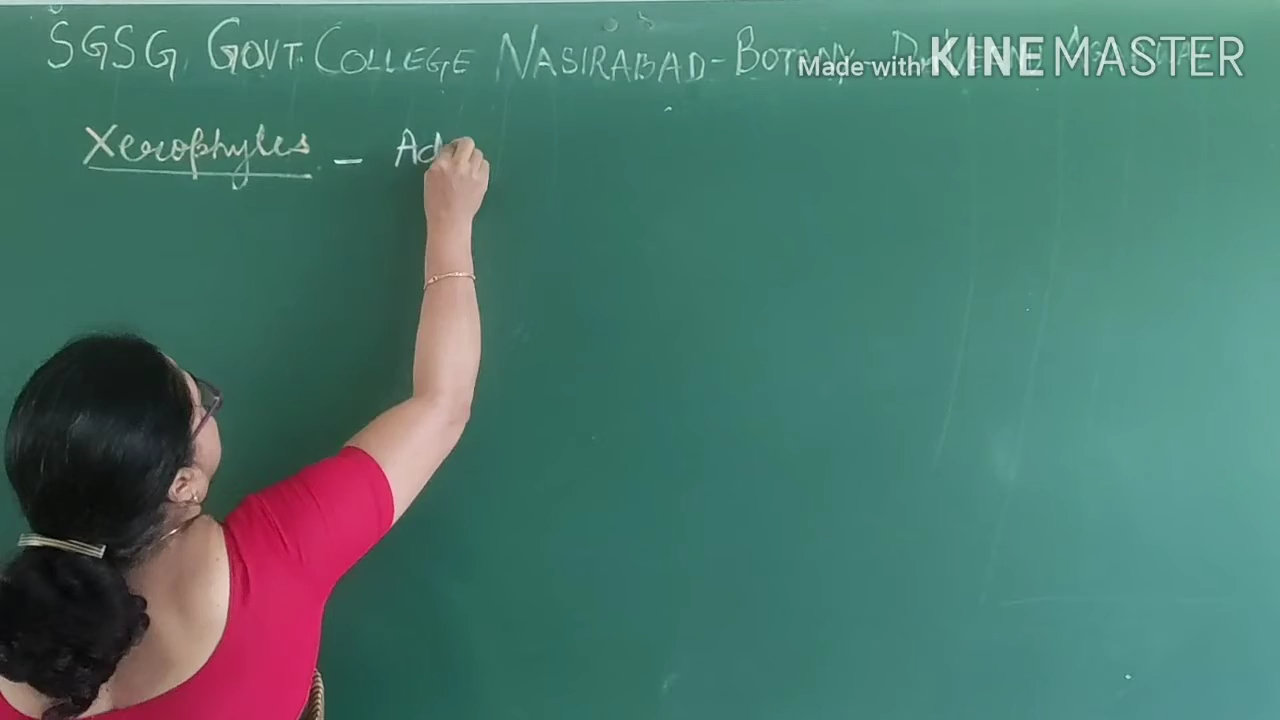 SGSG. GOVT. COLLEGE NASIRABAD - BOTANY -
Made with KINEMASTER
Xerophytes - Ad